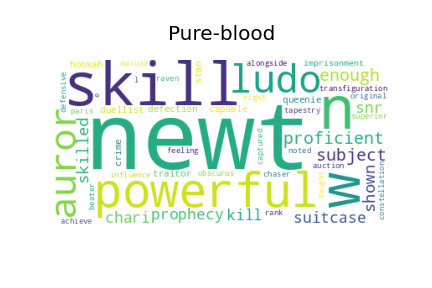 Pure-blood
hookah macusa stan alongside imprisonment
skill ludo enough
defensive l raven transfiguration
o queenie n original
paris duellist defection capable right tapestry snr superior
auror skilled newt proficient
crime feeling captured noted subject
influence traitor obscurus chaser auction shown
beater powerful taught w constellation
achieve chari prophecy kill rank suitcase